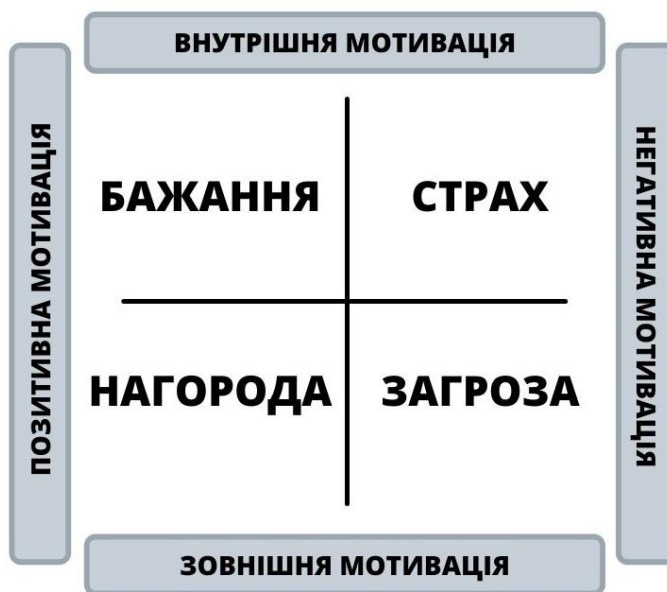 ВНУТРІШНЯ МОТИВАЦІЯ
ПОЗИТИВНА МОТИВАЦІЯ
БАЖАННЯ
СТРАХ
НЕГАТИВНА МОТИВАЦІЯ
НАГОРОДА
ЗАГРОЗА
ЗОВНІШНЯ МОТИВАЦІЯ